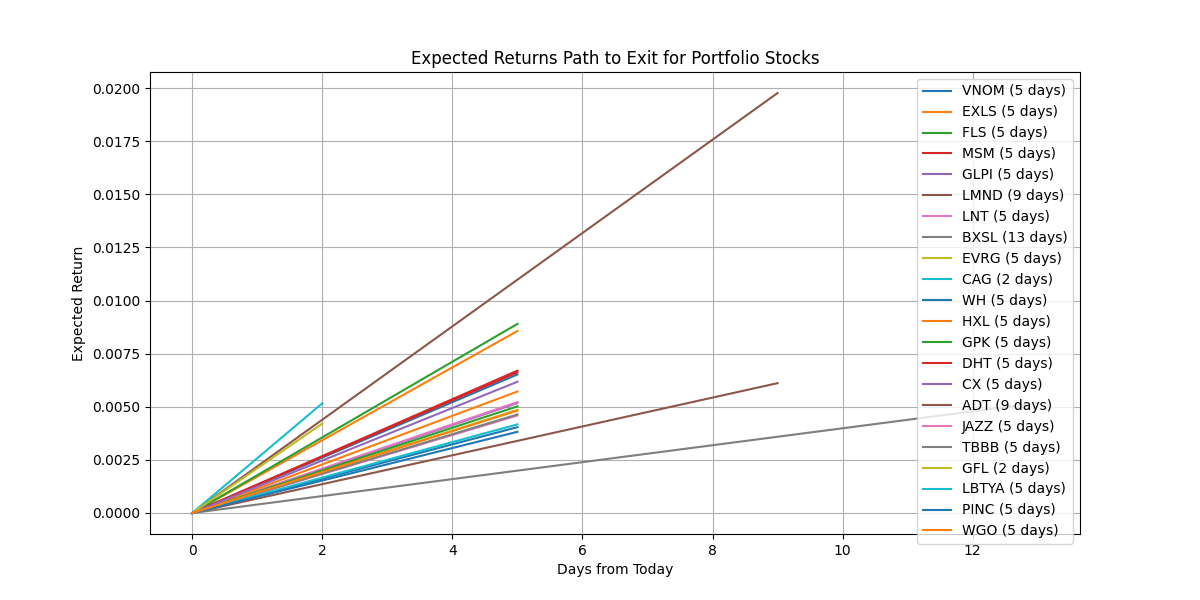 Expected Returns Path to Exit for Portfolio Stocks
Expected Return
0.0200
0.0175
0.0150
0.0125
0.0100
0.0075
0.0050
0.0025
0.0000
VNOM (5 days)
EXLS (5 days)
FLS (5 days)
MSM (5 days)
GLPI (5 days)
LMND (9 days)
LNT (5 days)
BXSL (13 days)
EVRG (5 days)
CAG (2 days)
WH (5 days)
HXL (5 days)
GPK (5 days)
DHT (5 days)
CX (5 days)
ADT (9 days)
JAZZ (5 days)
TBBB (5 days)
GFL (2 days)
LBTYA (5 days)
PINC (5 days)
WGO (5 days)
0 2 4 6 8 10 12
Days from Today